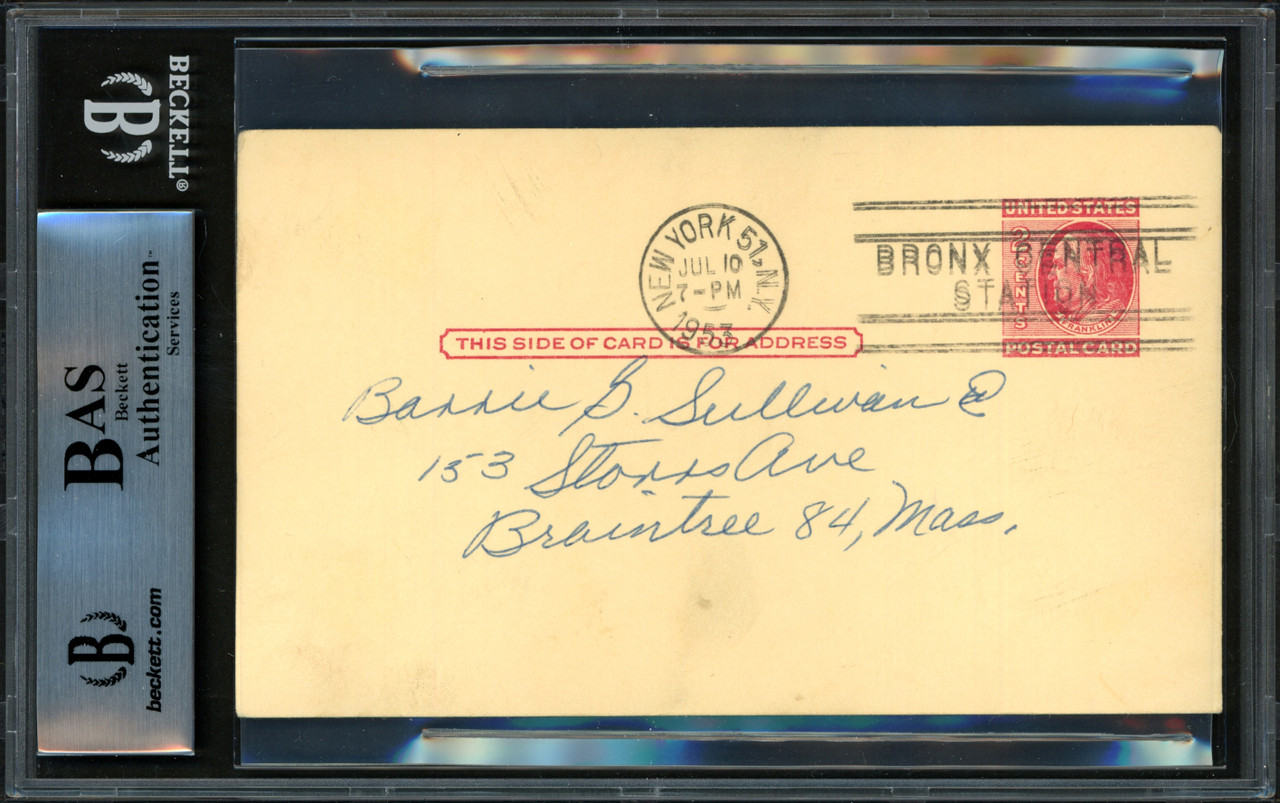 BECKETT®
B
BAS
Beckett
Authentication™
Services
B
beckett.com
NEW YORK 51, N.Y.
JUL 10
7-PM
1953
BRONX CENTRAL
STATION
UNITED STATES
2 CENTS
FRANKLIN
POSTAL CARD
THIS SIDE OF CARD IS FOR ADDRESS
Barrie G. Sullivan
153 Storrs Ave
Braintree 84, Mass.